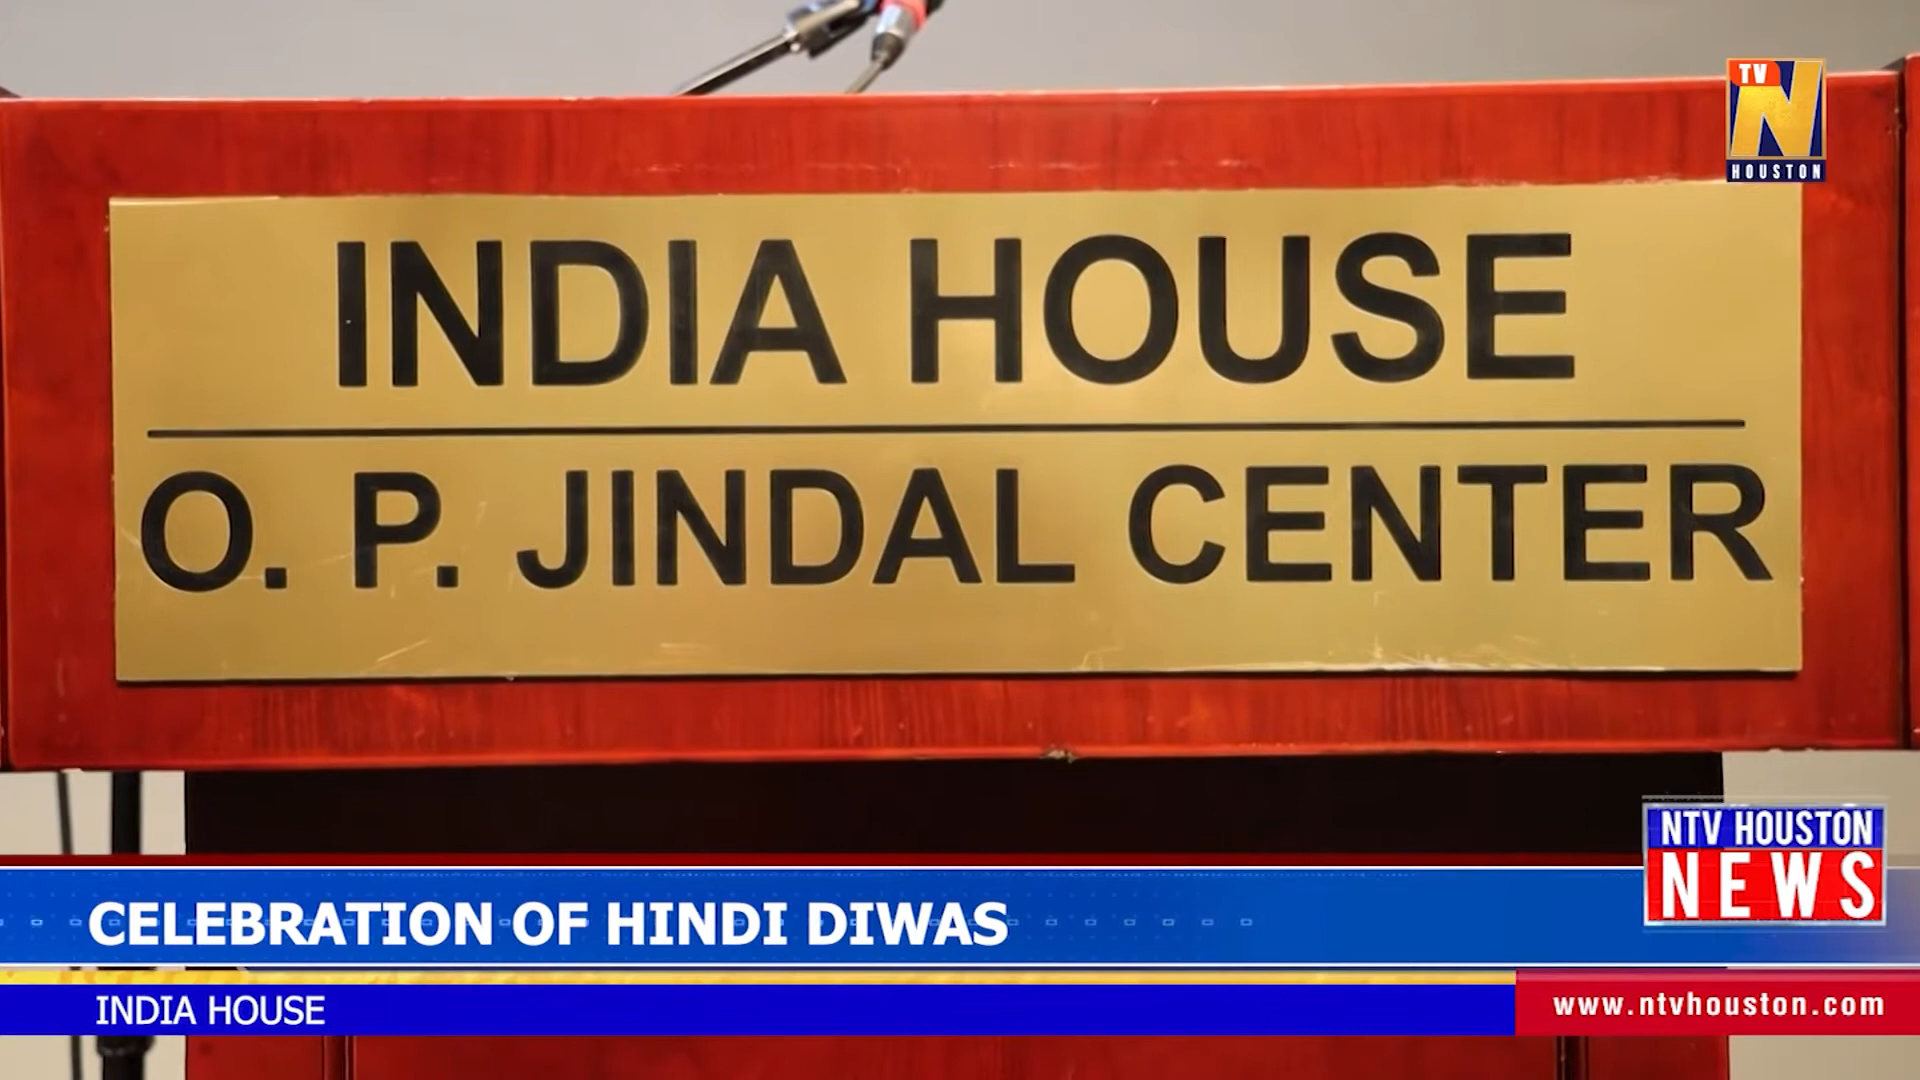 TV
N
HOUSTON
INDIA HOUSE
O. P. JINDAL CENTER
NTV HOUSTON
NEWS
CELEBRATION OF HINDI DIWAS
INDIA HOUSE
www.ntvhouston.com